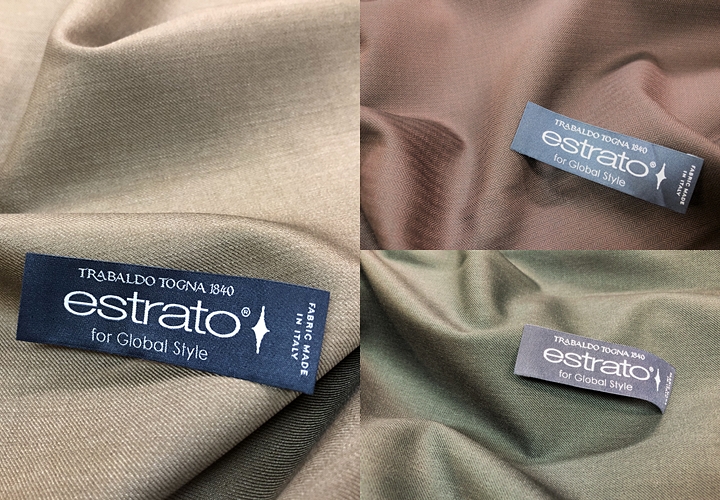 TRABALDO TOGNA 1840
estrato®
for Global Style
FABRIC MADE
IN ITALY
TRABALDO TOGNA 1840
estrato®
for Global Style
FABRIC MADE
IN ITALY
TRABALDO TOGNA 1840
estrato®
for Global Style